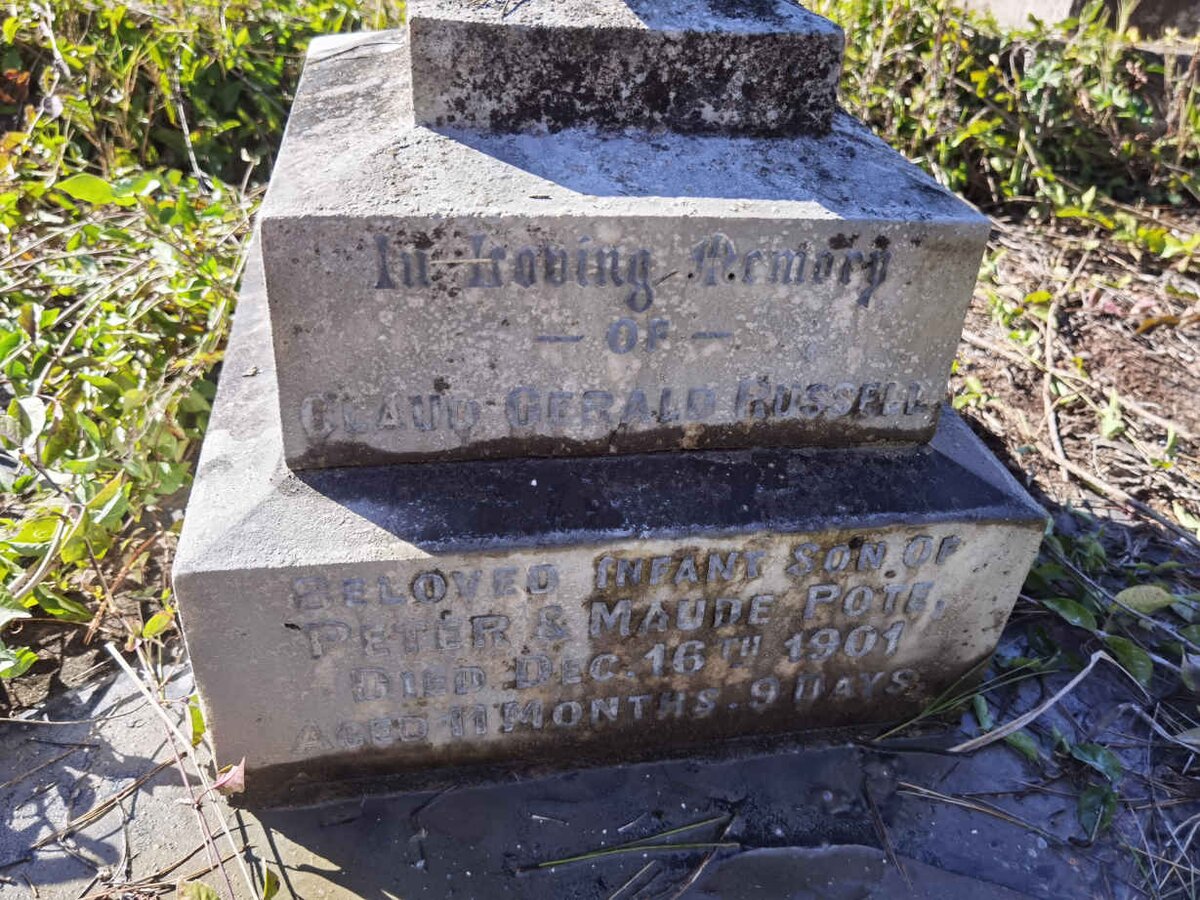 In Loving Memory
— OF —
CLAUD GERALD RUSSELL
BELOVED INFANT SON OF
PETER & MAUDE POTE,
DIED DEC. 16TH 1901
AGED 11 MONTHS . 9 DAYS